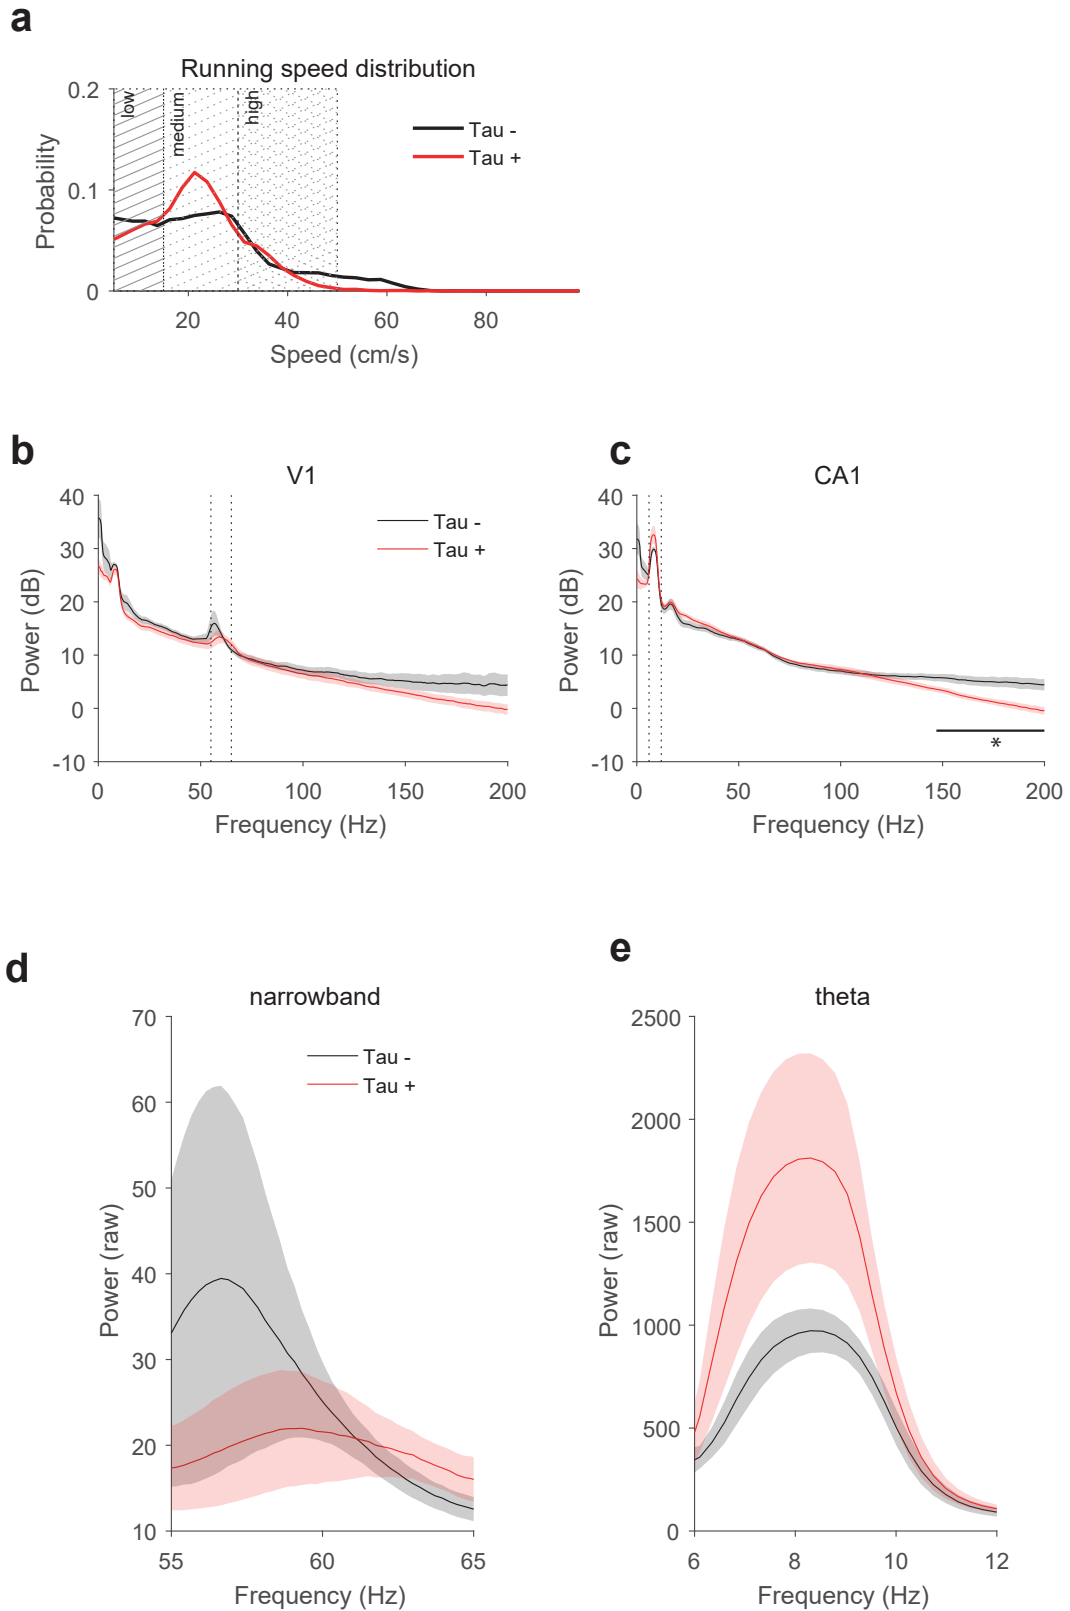 a
Running speed distribution
0.2
0.1
0
Probability
low
medium
high
Tau -
Tau +
20 40 60 80
Speed (cm/s)
b
V1
40
30
20
10
0
-10
Power (dB)
Tau -
Tau +
0 50 100 150 200
Frequency (Hz)
c
CA1
40
30
20
10
0
-10
Power (dB)
*
0 50 100 150 200
Frequency (Hz)
d
narrowband
70
60
50
40
30
20
10
Power (raw)
Tau -
Tau +
55 60 65
Frequency (Hz)
e
theta
2500
2000
1500
1000
500
0
Power (raw)
6 8 10 12
Frequency (Hz)